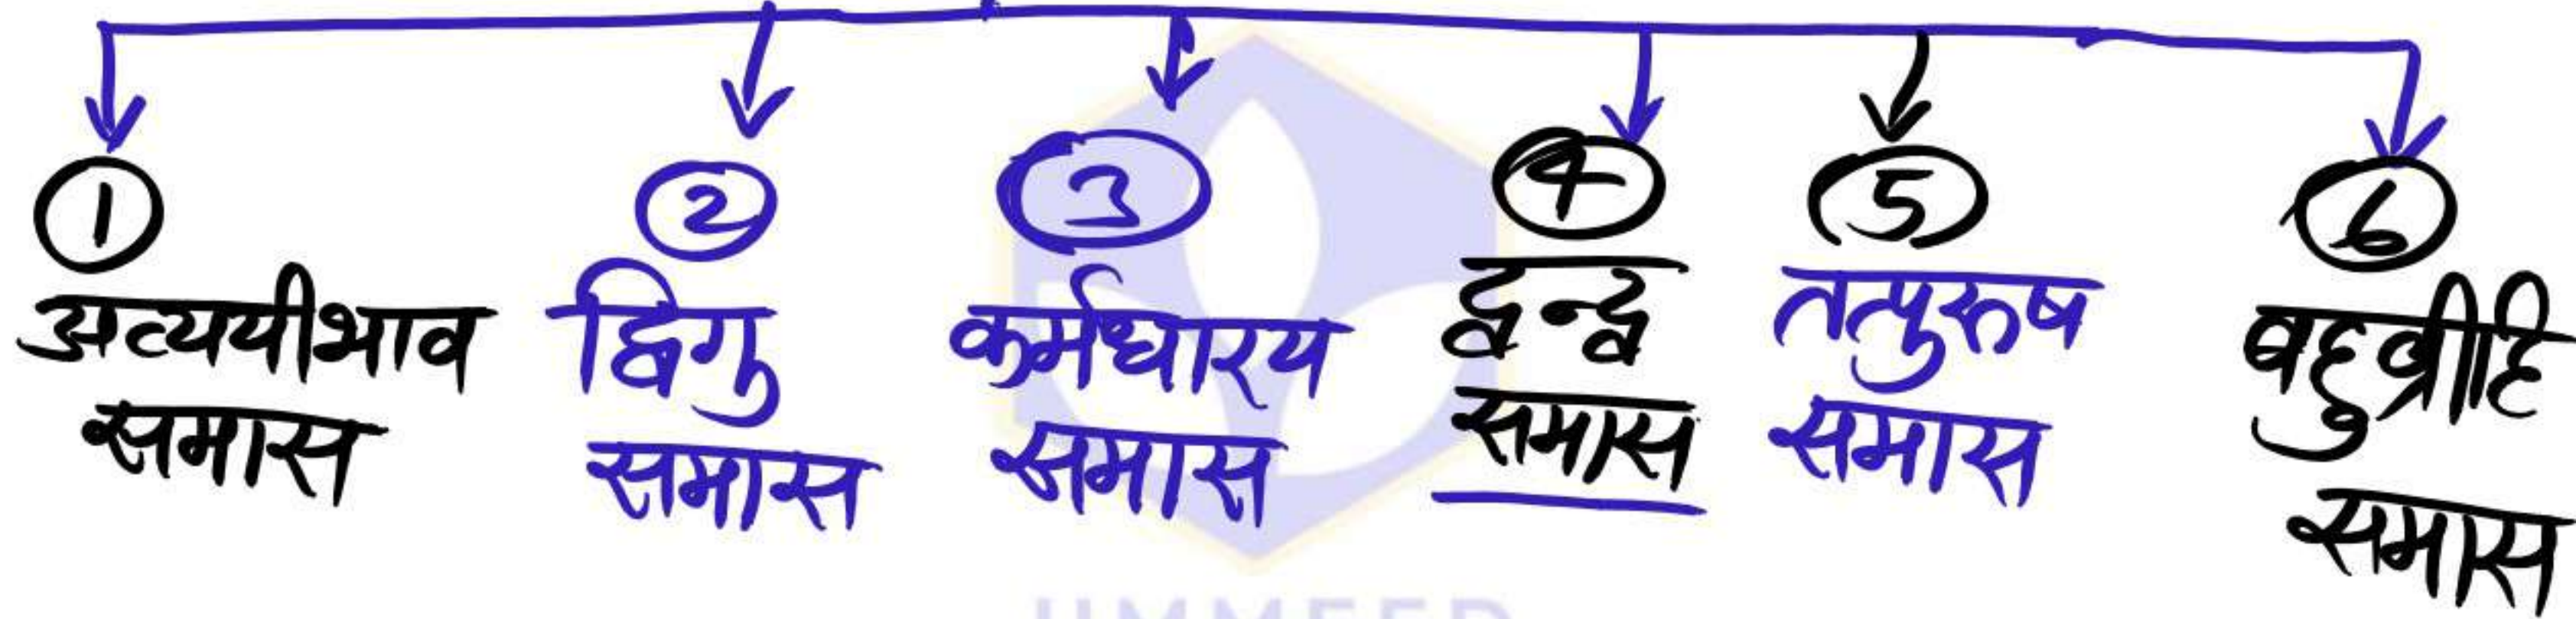 1 2 3 4 5 6
अव्ययीभाव द्विगु कर्मधारय द्वन्द्व तत्पुरुष बहुव्रीहि
समास समास समास समास समास समास
UMMEED